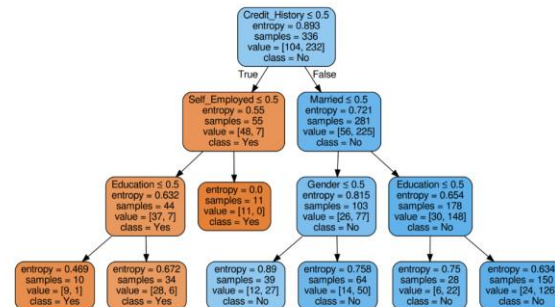 Credit_History ≤ 0.5
entropy = 0.893
samples = 336
value = [104, 232]
class = No
True
False
Self_Employed ≤ 0.5
entropy = 0.55
samples = 55
value = [48, 7]
class = Yes
Married ≤ 0.5
entropy = 0.721
samples = 281
value = [56, 225]
class = No
Education ≤ 0.5
entropy = 0.632
samples = 44
value = [37, 7]
class = Yes
entropy = 0.0
samples = 11
value = [11, 0]
class = Yes
Gender ≤ 0.5
entropy = 0.815
samples = 103
value = [26, 77]
class = No
Education ≤ 0.5
entropy = 0.654
samples = 178
value = [30, 148]
class = No
entropy = 0.469
samples = 10
value = [9, 1]
class = Yes
entropy = 0.672
samples = 34
value = [28, 6]
class = Yes
entropy = 0.89
samples = 39
value = [12, 27]
class = No
entropy = 0.758
samples = 64
value = [14, 50]
class = No
entropy = 0.75
samples = 28
value = [6, 22]
class = No
entropy = 0.634
samples = 150
value = [24, 126]
class = No